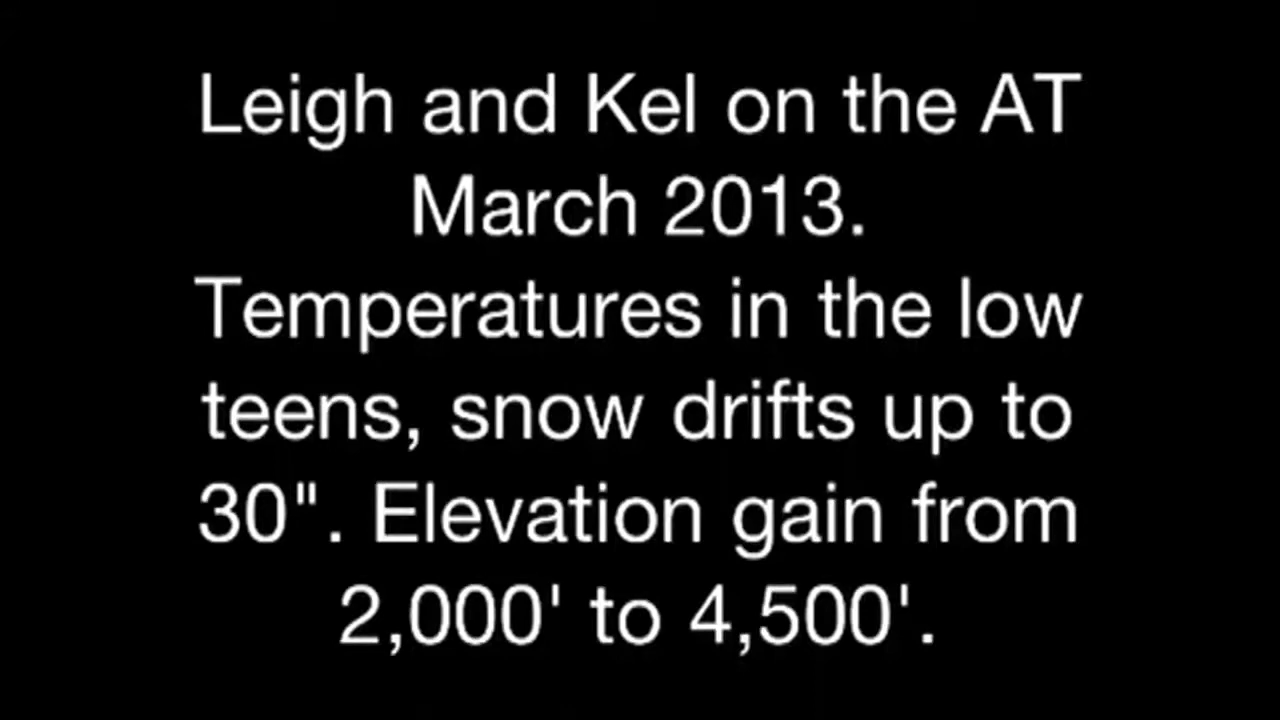 Leigh and Kel on the AT
March 2013.
Temperatures in the low
teens, snow drifts up to
30". Elevation gain from
2,000' to 4,500'.